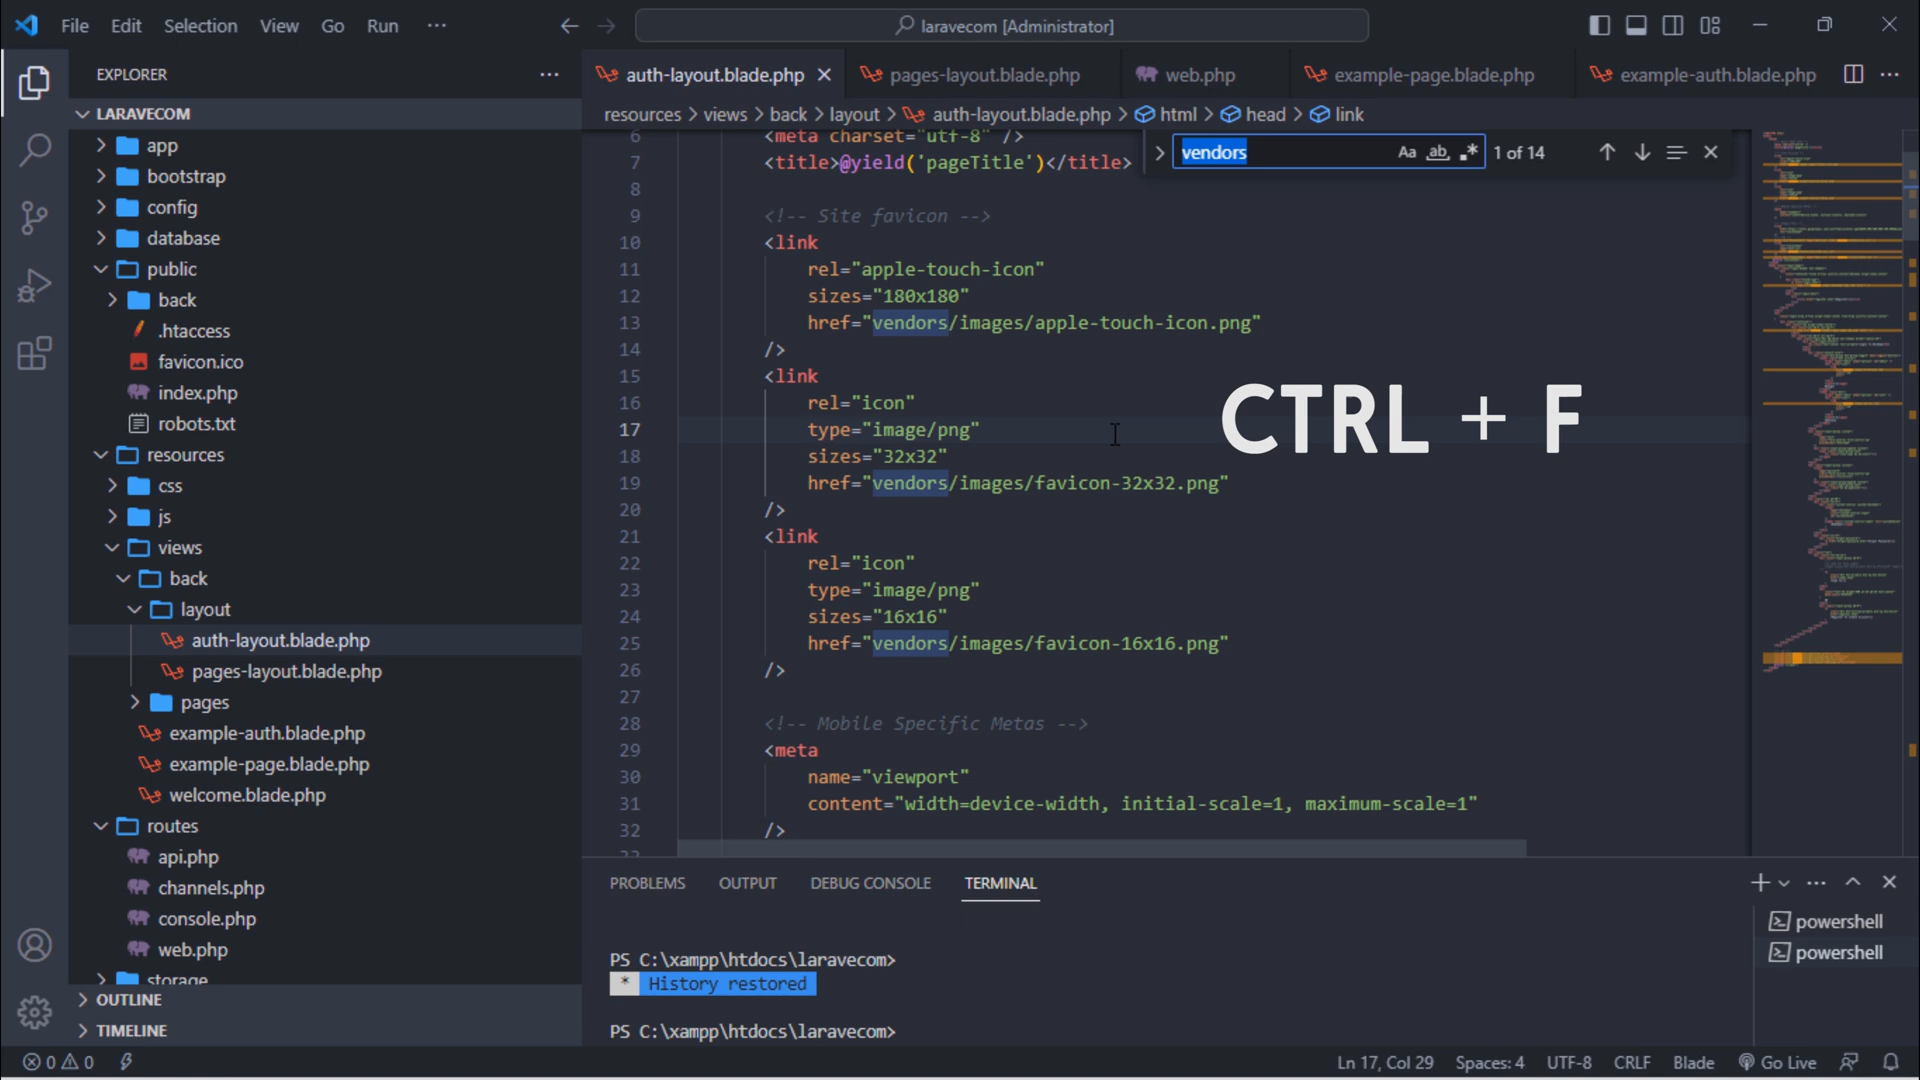 File Edit Selection View Go Run ···
laravecom [Administrator]
EXPLORER
LARAVECOM
app
bootstrap
config
database
public
back
.htaccess
favicon.ico
index.php
robots.txt
resources
css
js
views
back
layout
auth-layout.blade.php
pages-layout.blade.php
pages
example-auth.blade.php
example-page.blade.php
welcome.blade.php
routes
api.php
channels.php
console.php
web.php
storage
OUTLINE
TIMELINE
auth-layout.blade.php pages-layout.blade.php web.php example-page.blade.php example-auth.blade.php
resources > views > back > layout > auth-layout.blade.php > html > head > link
vendors Aa ab .* 1 of 14
6 <meta charset="utf-8" />
7 <title>@yield('pageTitle')</title>
8
9 <!-- Site favicon -->
10 <link
11 rel="apple-touch-icon"
12 sizes="180x180"
13 href="vendors/images/apple-touch-icon.png"
14 />
15 <link
16 rel="icon"
17 type="image/png"
18 sizes="32x32"
19 href="vendors/images/favicon-32x32.png"
20 />
21 <link
22 rel="icon"
23 type="image/png"
24 sizes="16x16"
25 href="vendors/images/favicon-16x16.png"
26 />
27
28 <!-- Mobile Specific Metas -->
29 <meta
30 name="viewport"
31 content="width=device-width, initial-scale=1, maximum-scale=1"
32 />
33
CTRL + F
PROBLEMS OUTPUT DEBUG CONSOLE TERMINAL
PS C:\xampp\htdocs\laravecom>
* History restored
PS C:\xampp\htdocs\laravecom>
powershell
powershell
0 0 Ln 17, Col 29 Spaces: 4 UTF-8 CRLF Blade Go Live